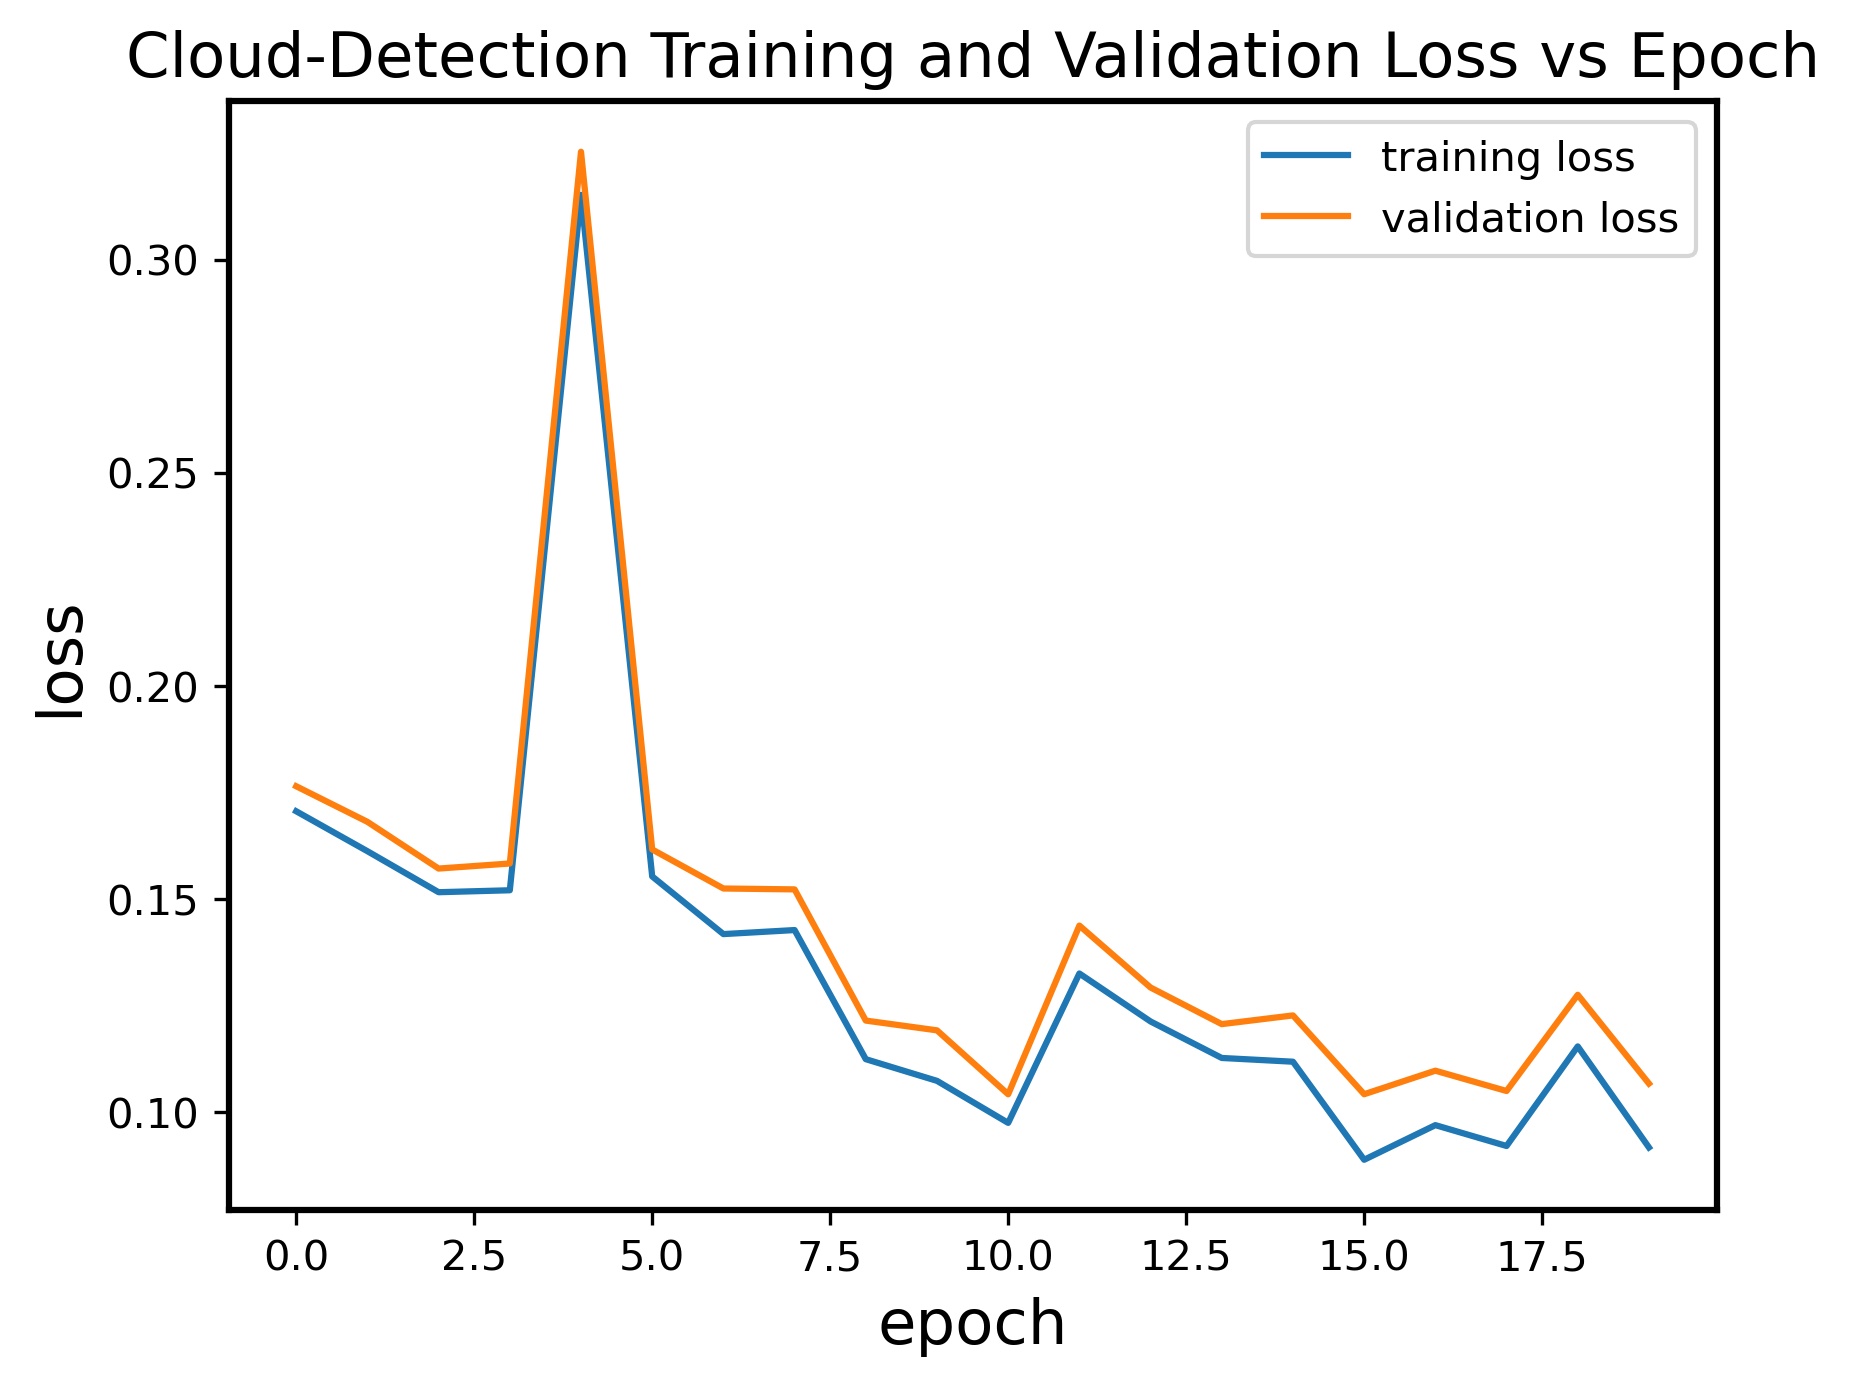 Cloud-Detection Training and Validation Loss vs Epoch
training loss
validation loss
0.30
0.25
0.20
0.15
0.10
loss
0.0 2.5 5.0 7.5 10.0 12.5 15.0 17.5
epoch